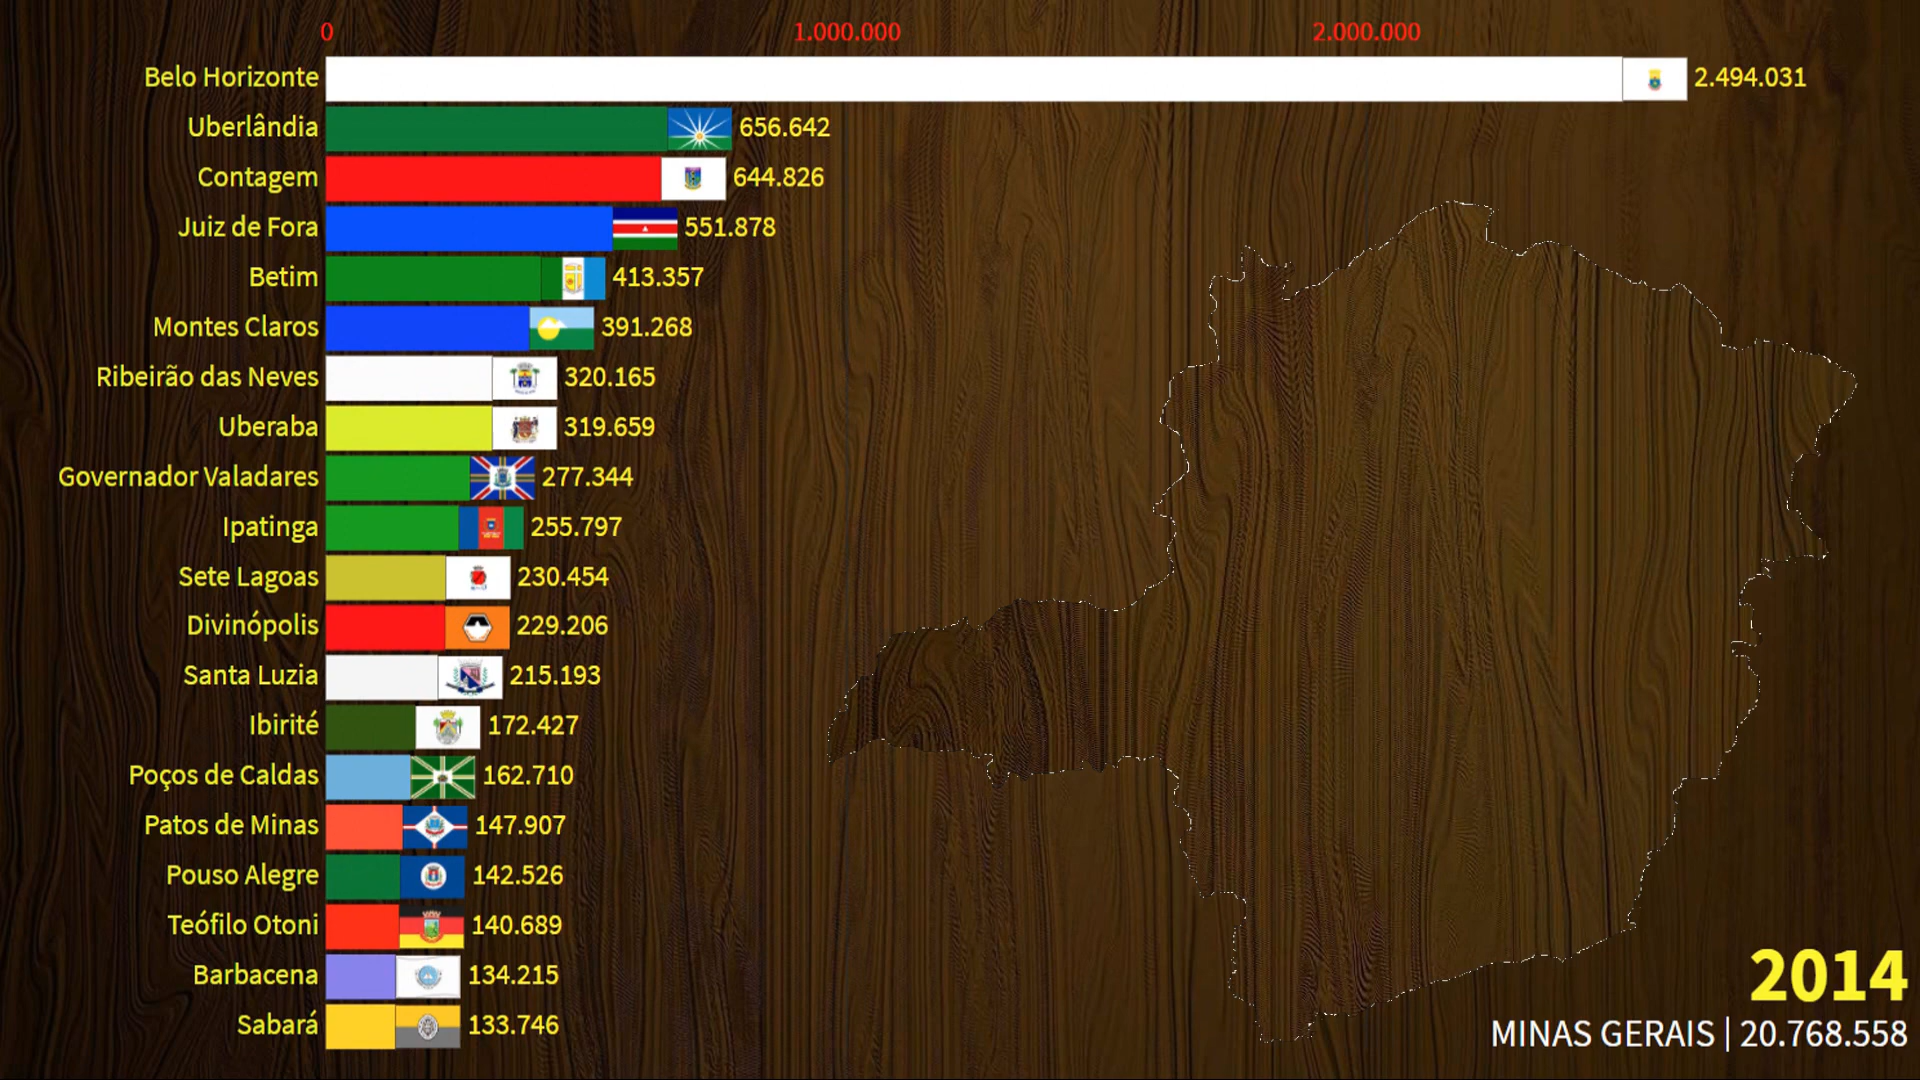 0 1.000.000 2.000.000
Belo Horizonte 2.494.031
Uberlândia 656.642
Contagem 644.826
Juiz de Fora 551.878
Betim 413.357
Montes Claros 391.268
Ribeirão das Neves 320.165
Uberaba 319.659
Governador Valadares 277.344
Ipatinga 255.797
Sete Lagoas 230.454
Divinópolis 229.206
Santa Luzia 215.193
Ibirité 172.427
Poços de Caldas 162.710
Patos de Minas 147.907
Pouso Alegre 142.526
Teófilo Otoni 140.689
Barbacena 134.215
Sabará 133.746
2014
MINAS GERAIS | 20.768.558